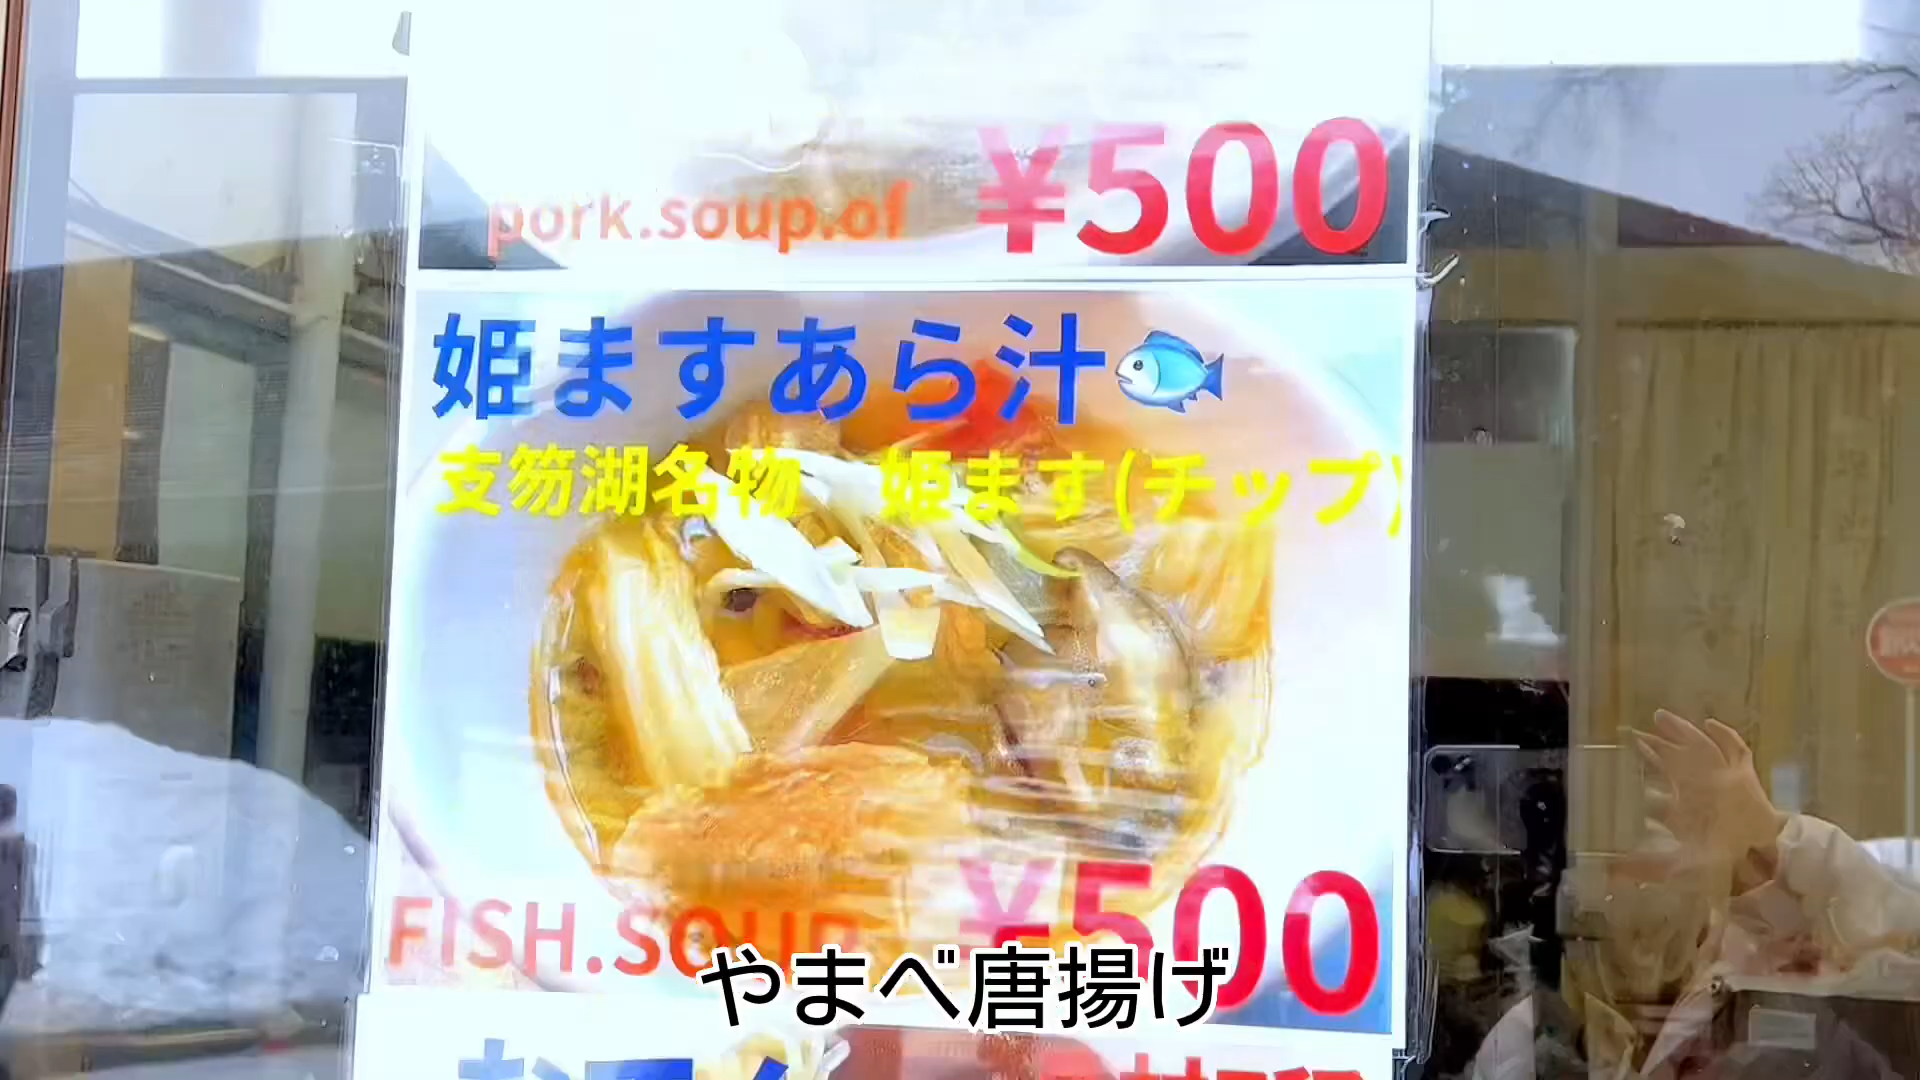 pork.soup.of ¥500
姫ますあら汁🐟
支笏湖名物 姫ます(チップ)
FISH.SOUP ¥500
やまべ唐揚げ